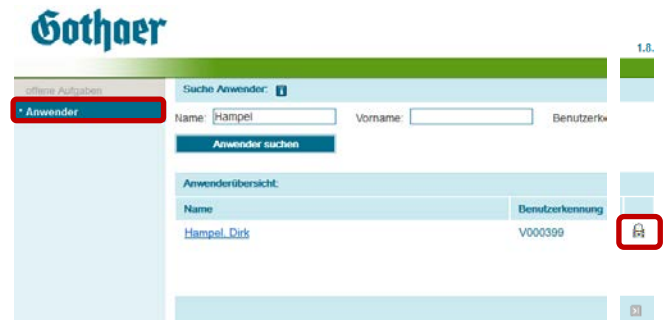 Gothaer
1.8.
offene Aufgaben
Suche Anwender:
Anwender
Name: Hampel Vorname: Benutzerk
Anwender suchen
Anwenderübersicht:
Name Benutzerkennung
Hampel, Dirk V000399